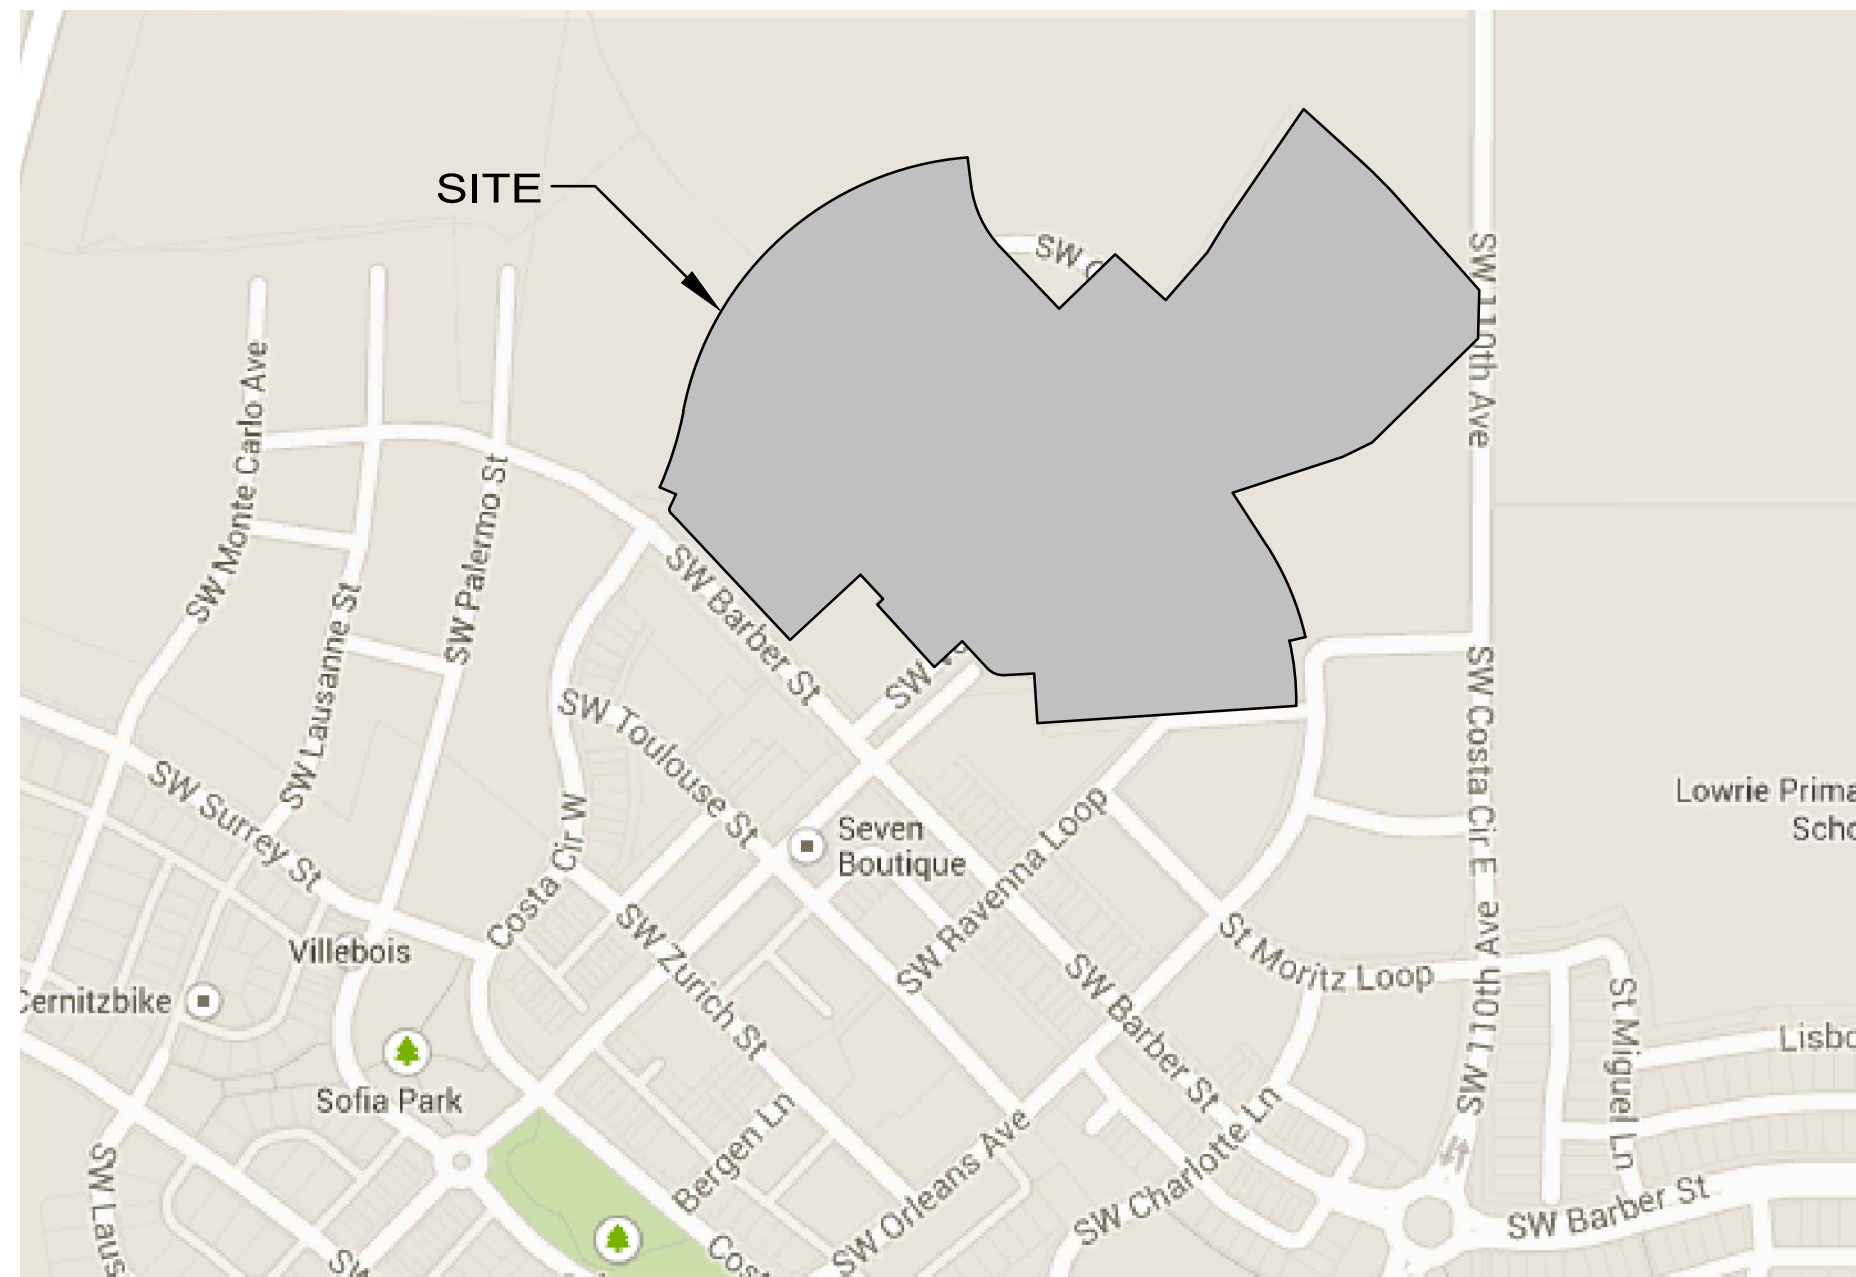 SITE
SW 110th Ave
SW Monte Carlo Ave
SW Palermo St
SW Barber St
SW Lausanne St
SW
SW Toulouse St
SW Costa Cir E
SW Surrey St
Costa Cir W
Seven
Boutique
SW Ravenna Loop
Lowrie Prima
Scho
SW Zurich St
St Moritz Loop
Villebois
SW Barber St
SW 110th Ave
St Miguel Ln
Cernitzbike
Lisbo
Sofia Park
Bergen Ln
SW Orleans Ave
SW Charlotte Ln
SW Barber St
SW Laus
SW
Cost